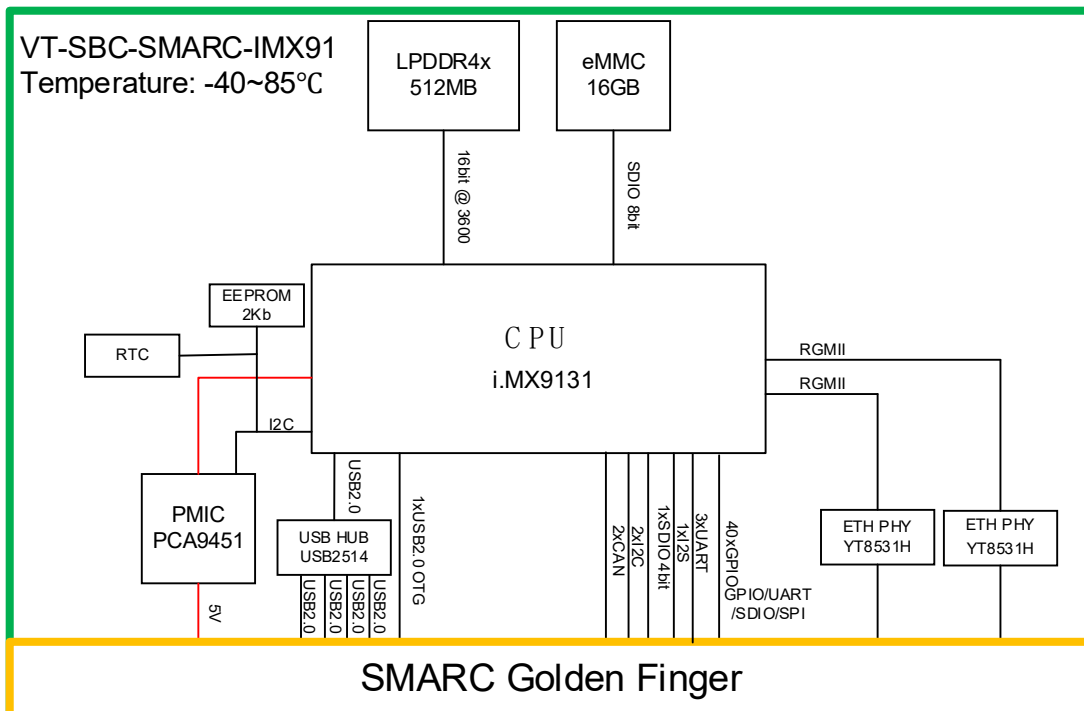 VT-SBC-SMARC-IMX91
Temperature: -40~85℃
LPDDR4x
512MB
eMMC
16GB
16bit @ 3600
SDIO 8bit
EEPROM
2Kb
RTC
CPU
i.MX9131
RGMII
RGMII
I2C
PMIC
PCA9451
5V
USB2.0
USB HUB
USB2514
USB2.0
USB2.0
USB2.0
USB2.0
1xUSB2.0 OTG
2xCAN
2xI2C
1xSDIO4bit
1xI2S
3xUART
40xGPIO
GPIO/UART
/SDIO/SPI
ETH PHY
YT8531H
ETH PHY
YT8531H
SMARC Golden Finger